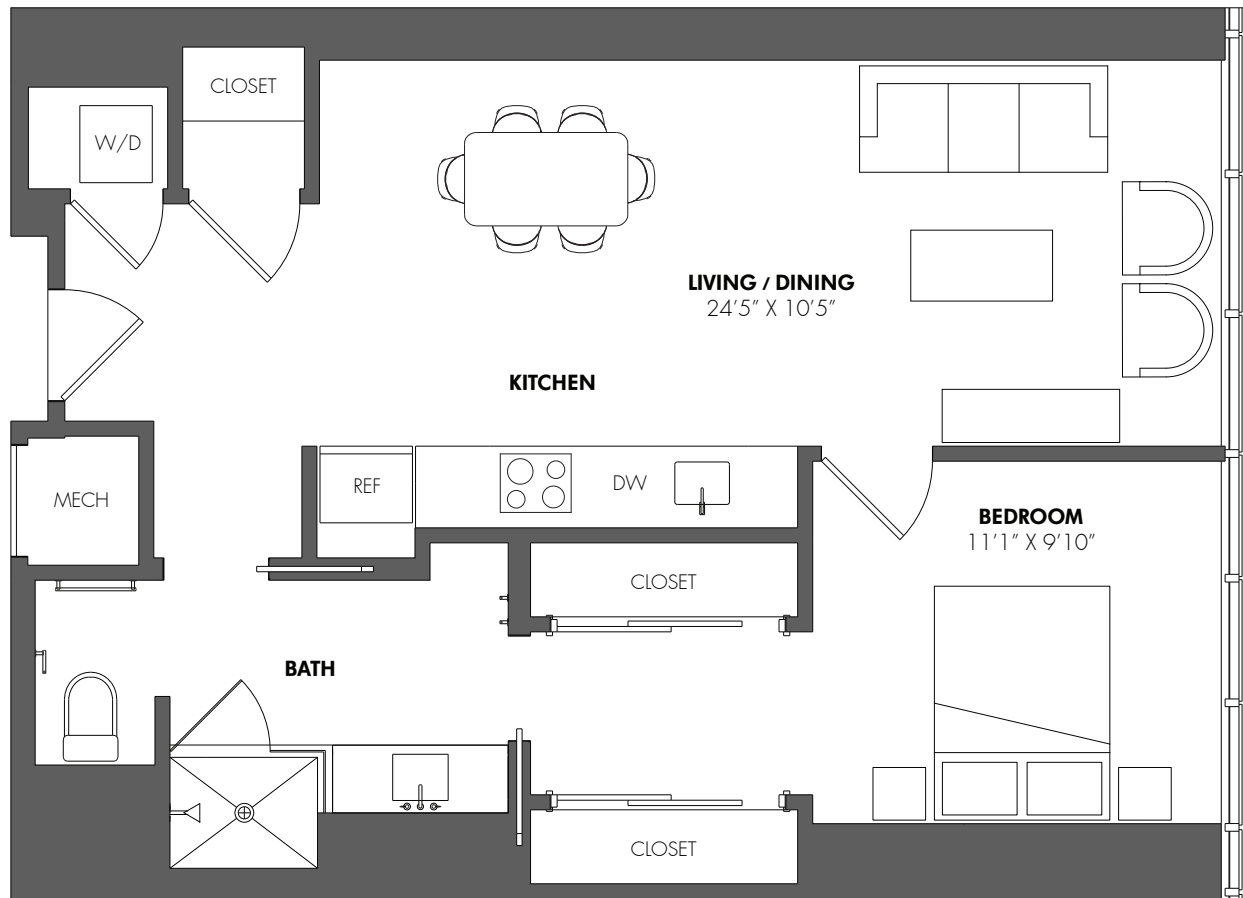 CLOSET
W/D
LIVING / DINING
24'5" X 10'5"
KITCHEN
REF
DW
MECH
BEDROOM
11'1" X 9'10"
CLOSET
BATH
CLOSET